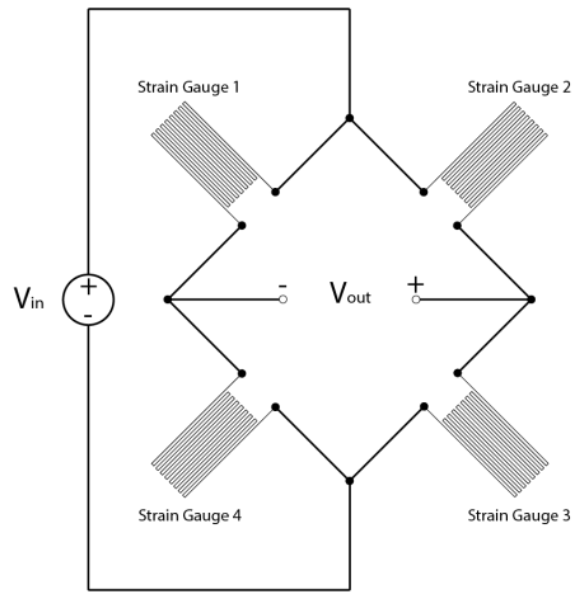 Strain Gauge 1
Strain Gauge 2
Vin
+
-
-
Vout
+
Strain Gauge 4
Strain Gauge 3